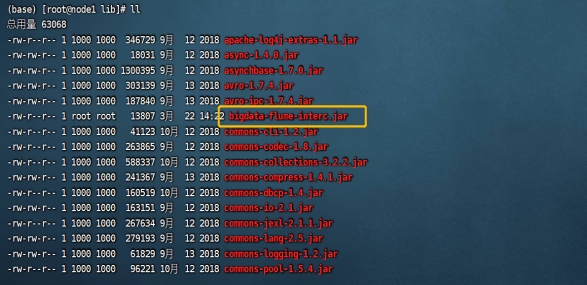 (base) [root@node1 lib]# ll
总用量 63068
-rw-rw-r-- 1 1000 1000  346729 9月  12 2018 apache-log4j-extras-1.1.jar
-rw-rw-r-- 1 1000 1000   18031 9月  12 2018 async-1.4.0.jar
-rw-rw-r-- 1 1000 1000 1300395 9月  12 2018 asynchbase-1.7.0.jar
-rw-rw-r-- 1 1000 1000  303139 9月  13 2018 avro-1.7.4.jar
-rw-rw-r-- 1 1000 1000  187840 9月  13 2018 avro-ipc-1.7.4.jar
-rw-r--r-- 1 root root   13807 3月  22 14:22 bigdata-flume-interc.jar
-rw-rw-r-- 1 1000 1000   41123 10月 12 2018 commons-cli-1.2.jar
-rw-rw-r-- 1 1000 1000  263865 9月  12 2018 commons-codec-1.8.jar
-rw-rw-r-- 1 1000 1000  588337 10月 12 2018 commons-collections-3.2.2.jar
-rw-rw-r-- 1 1000 1000  241367 9月  13 2018 commons-compress-1.4.1.jar
-rw-rw-r-- 1 1000 1000  160519 10月 12 2018 commons-dbcp-1.4.jar
-rw-rw-r-- 1 1000 1000  163151 9月  12 2018 commons-io-2.1.jar
-rw-rw-r-- 1 1000 1000  267634 9月  12 2018 commons-jexl-2.1.1.jar
-rw-rw-r-- 1 1000 1000  279193 9月  12 2018 commons-lang-2.5.jar
-rw-rw-r-- 1 1000 1000   61829 9月  13 2018 commons-logging-1.2.jar
-rw-rw-r-- 1 1000 1000   96221 10月 12 2018 commons-pool-1.5.4.jar